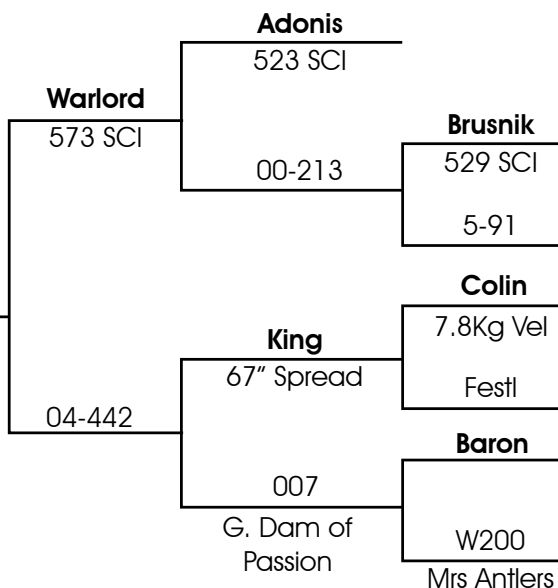 Adonis
523 SCI
Warlord
573 SCI
Brusnik
529 SCI
00-213
5-91
Colin
7.8Kg Vel
King
67” Spread
Festl
04-442
Baron
007
G. Dam of
Passion
W200
Mrs Antlers